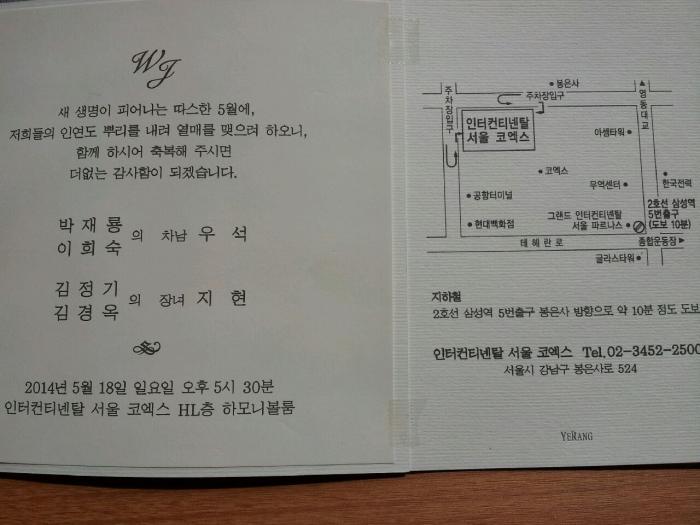 WJ
새 생명이 피어나는 따스한 5월에,
저희들의 인연도 뿌리를 내려 열매를 맺으려 하오니,
함께 하시어 축복해 주시면
더없는 감사함이 되겠습니다.
박재룡
이희숙 의 차남 우석
김정기
김경옥 의 장녀 지현
2014년 5월 18일 일요일 오후 5시 30분
인터컨티넨탈 서울 코엑스 HL층 하모니볼룸
봉은사
주차장입구
주차장입구
영동대교
인터컨티넨탈
서울 코엑스
아셈타워
코엑스
무역센터
한국전력
공항터미널
2호선 삼성역
5번출구
(도보 10분)
현대백화점
그랜드 인터컨티넨탈
서울 파르나스
테헤란로
종합운동장
글라스타워
지하철
2호선 삼성역 5번출구 봉은사 방향으로 약 10분 정도 도보
인터컨티넨탈 서울 코엑스 Tel.02-3452-2500
서울시 강남구 봉은사로 524
YERANG